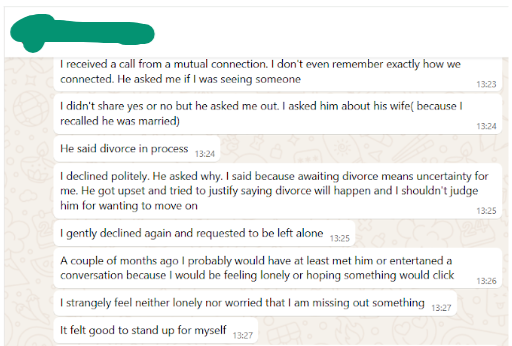 I received a call from a mutual connection. I don't even remember exactly how we
connected. He asked me if I was seeing someone
13:23
I didn't share yes or no but he asked me out. I asked him about his wife( because I
recalled he was married)
13:24
He said divorce in process 13:24
I declined politely. He asked why. I said because awaiting divorce means uncertainty for
me. He got upset and tried to justify saying divorce will happen and I shouldn't judge
him for wanting to move on
13:25
I gently declined again and requested to be left alone 13:25
A couple of months ago I probably would have at least met him or entertaned a
conversation because I would be feeling lonely or hoping something would click
13:26
I strangely feel neither lonely nor worried that I am missing out something 13:27
It felt good to stand up for myself 13:27